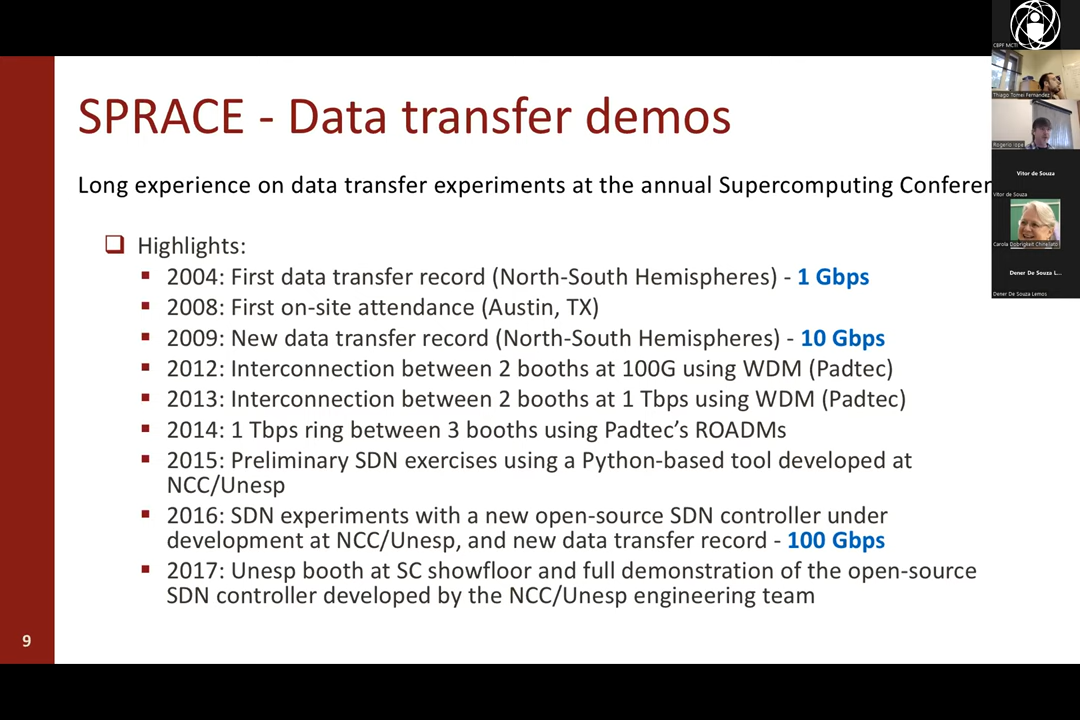 SPRACE - Data transfer demos
Long experience on data transfer experiments at the annual Supercomputing Conferen
❑ Highlights:
▪ 2004: First data transfer record (North-South Hemispheres) - 1 Gbps
▪ 2008: First on-site attendance (Austin, TX)
▪ 2009: New data transfer record (North-South Hemispheres) - 10 Gbps
▪ 2012: Interconnection between 2 booths at 100G using WDM (Padtec)
▪ 2013: Interconnection between 2 booths at 1 Tbps using WDM (Padtec)
▪ 2014: 1 Tbps ring between 3 booths using Padtec’s ROADMs
▪ 2015: Preliminary SDN exercises using a Python-based tool developed at
NCC/Unesp
▪ 2016: SDN experiments with a new open-source SDN controller under
development at NCC/Unesp, and new data transfer record - 100 Gbps
▪ 2017: Unesp booth at SC showfloor and full demonstration of the open-source
SDN controller developed by the NCC/Unesp engineering team
9
CBPF MCTI
Thiago Tomei Fernandez
Rogerio Iope
Vitor de Souza
Vitor de Souza
Carola Dobrigkeit Chinellato
Dener De Souza L...
Dener De Souza Lemos